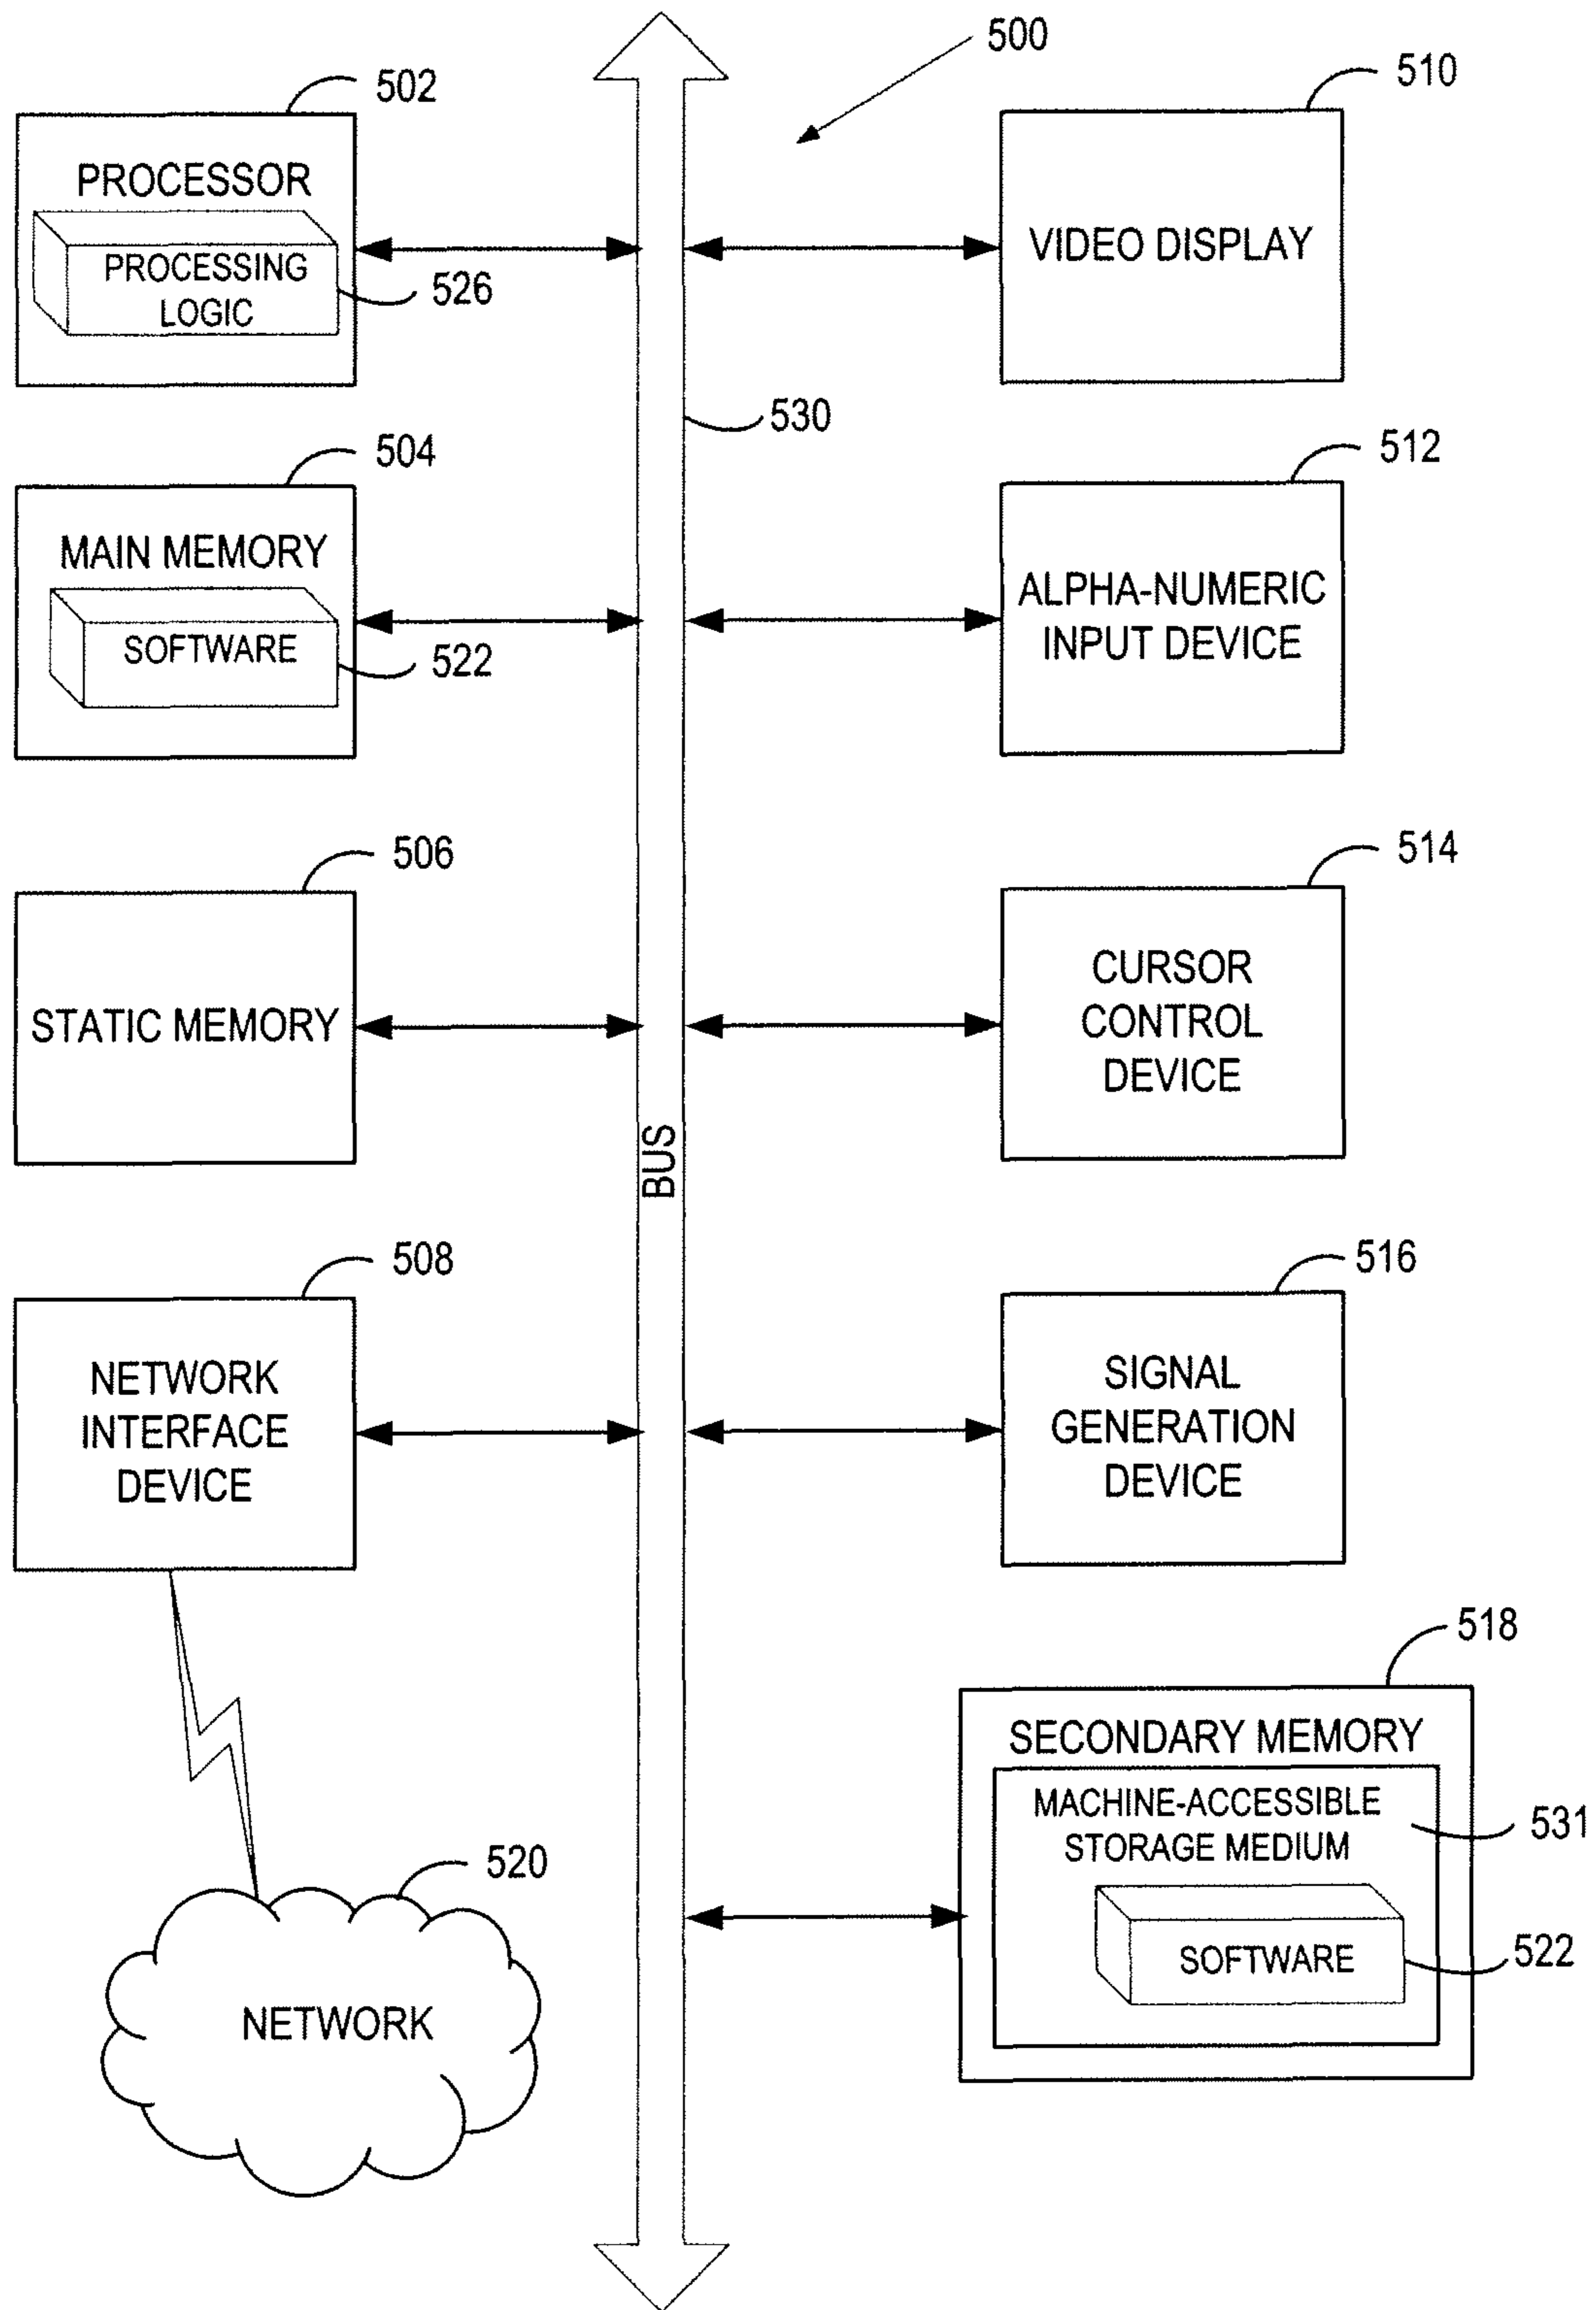 500
502
PROCESSOR
PROCESSING
LOGIC
526
510
VIDEO DISPLAY
530
504
MAIN MEMORY
SOFTWARE
522
512
ALPHA-NUMERIC
INPUT DEVICE
506
STATIC MEMORY
514
CURSOR
CONTROL
DEVICE
BUS
508
NETWORK
INTERFACE
DEVICE
516
SIGNAL
GENERATION
DEVICE
518
SECONDARY MEMORY
MACHINE-ACCESSIBLE
STORAGE MEDIUM
531
SOFTWARE
522
520
NETWORK